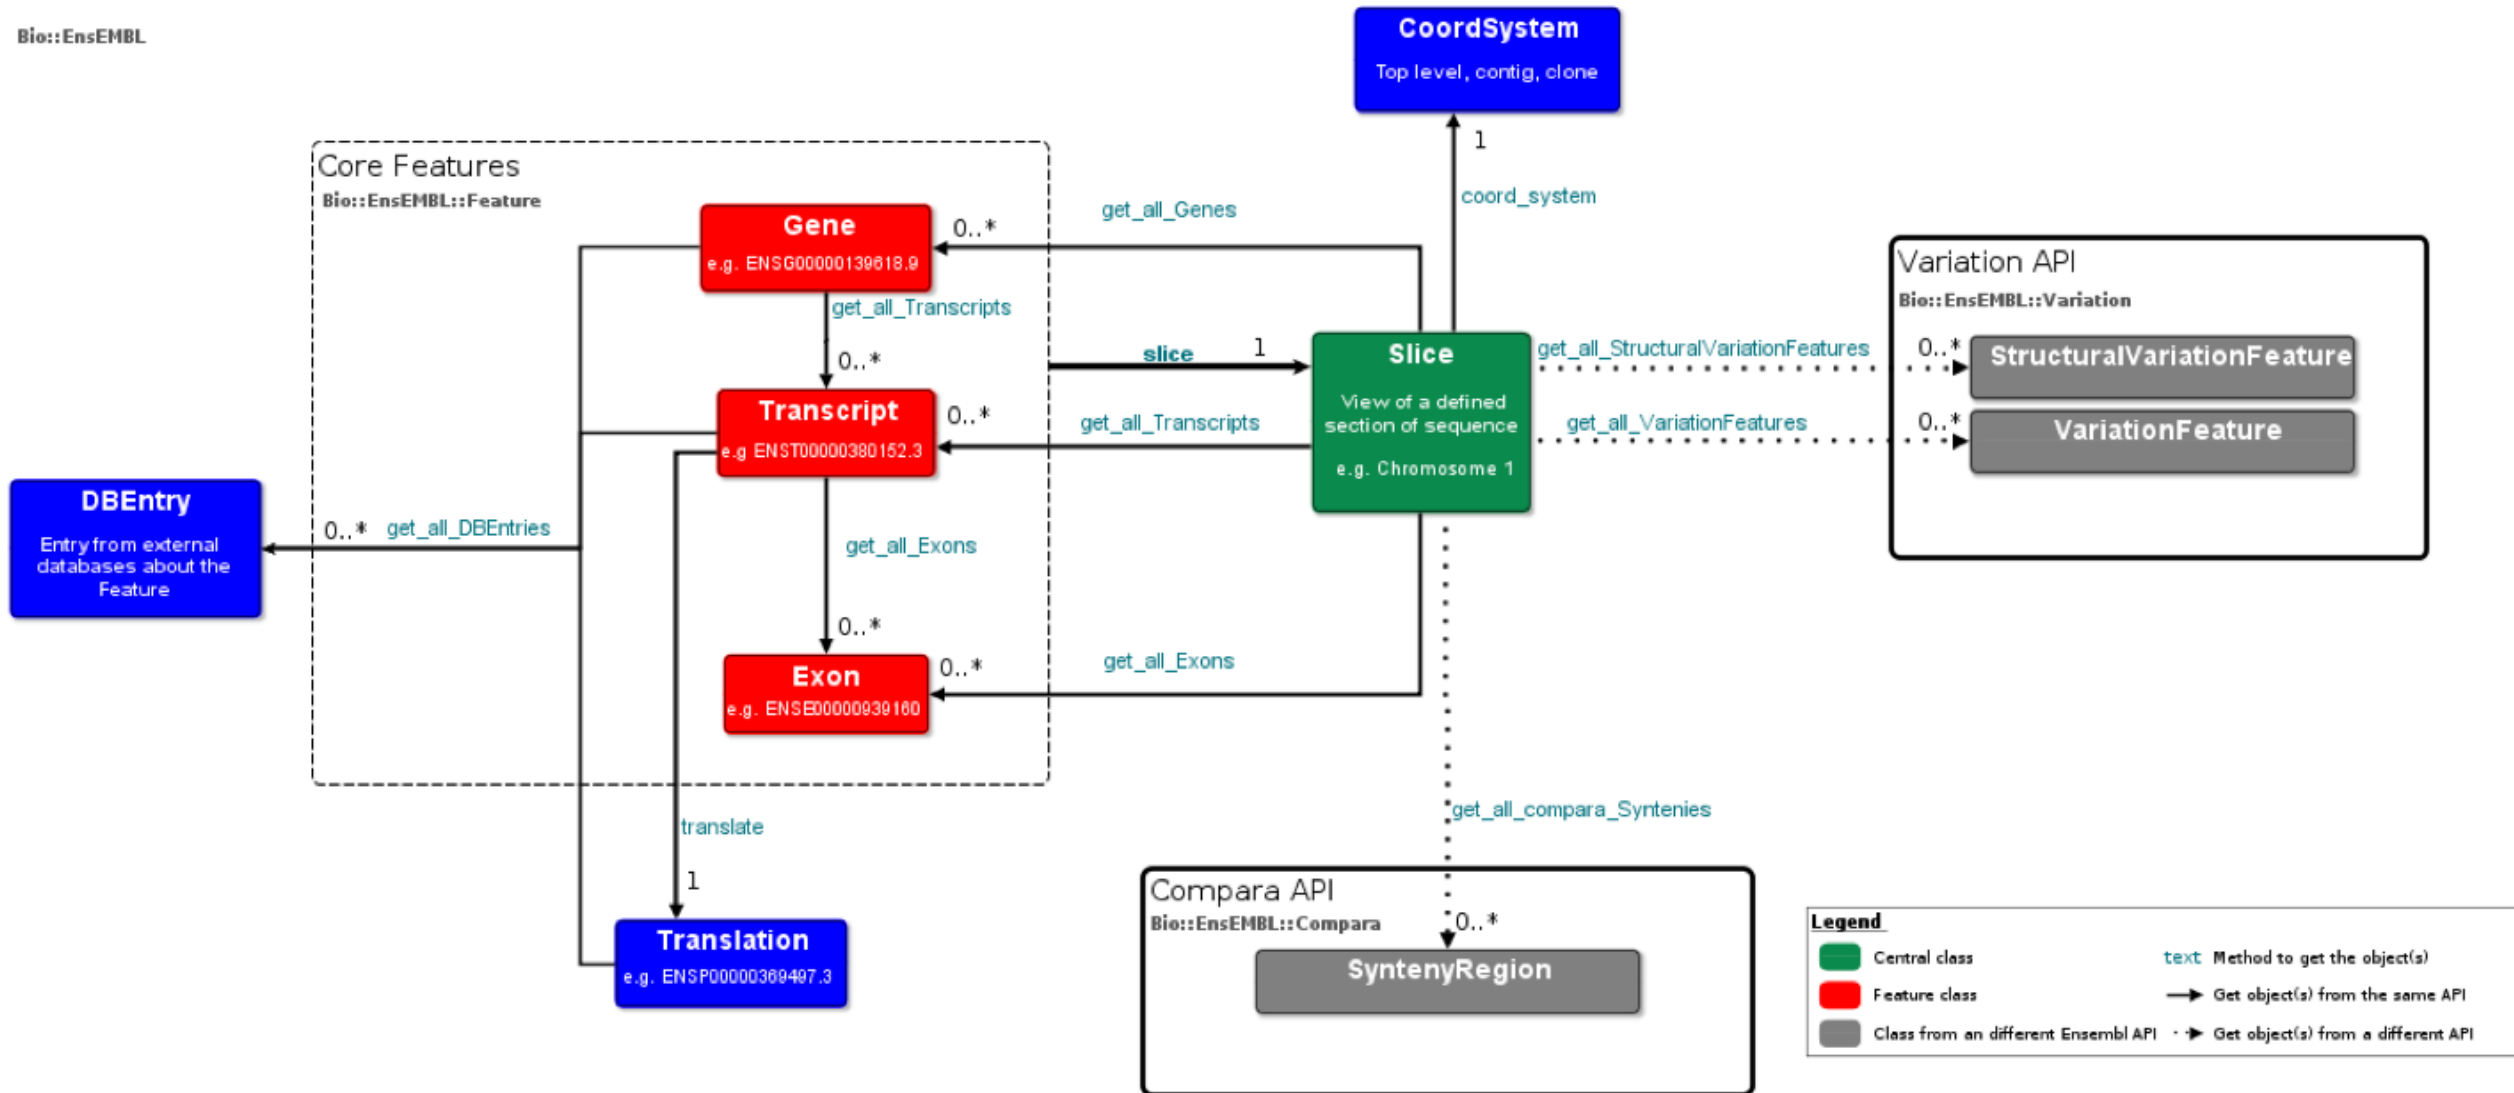 Bio::EnsEMBL
CoordSystem
Top level, contig, clone
1
coord_system
Core Features
Bio::EnsEMBL::Feature
Gene
e.g. ENSG00000139618.9
0..*
get_all_Genes
get_all_Transcripts
0..*
slice
1
Transcript
e.g ENST00000380152.3
0..*
get_all_Transcripts
Slice
View of a defined
section of sequence
e.g. Chromosome 1
get_all_StructuralVariationFeatures
0..*
get_all_VariationFeatures
0..*
Variation API
Bio::EnsEMBL::Variation
StructuralVariationFeature
VariationFeature
DBEntry
Entry from external
databases about the
Feature
0..*
get_all_DBEntries
get_all_Exons
0..*
Exon
e.g. ENSE00000939160
0..*
get_all_Exons
translate
1
Translation
e.g. ENSP00000369497.3
get_all_compara_Syntenies
Compara API
Bio::EnsEMBL::Compara
0..*
SyntenyRegion
Legend
Central class
text Method to get the object(s)
Feature class
Get object(s) from the same API
Class from an different Ensembl API
Get object(s) from a different API